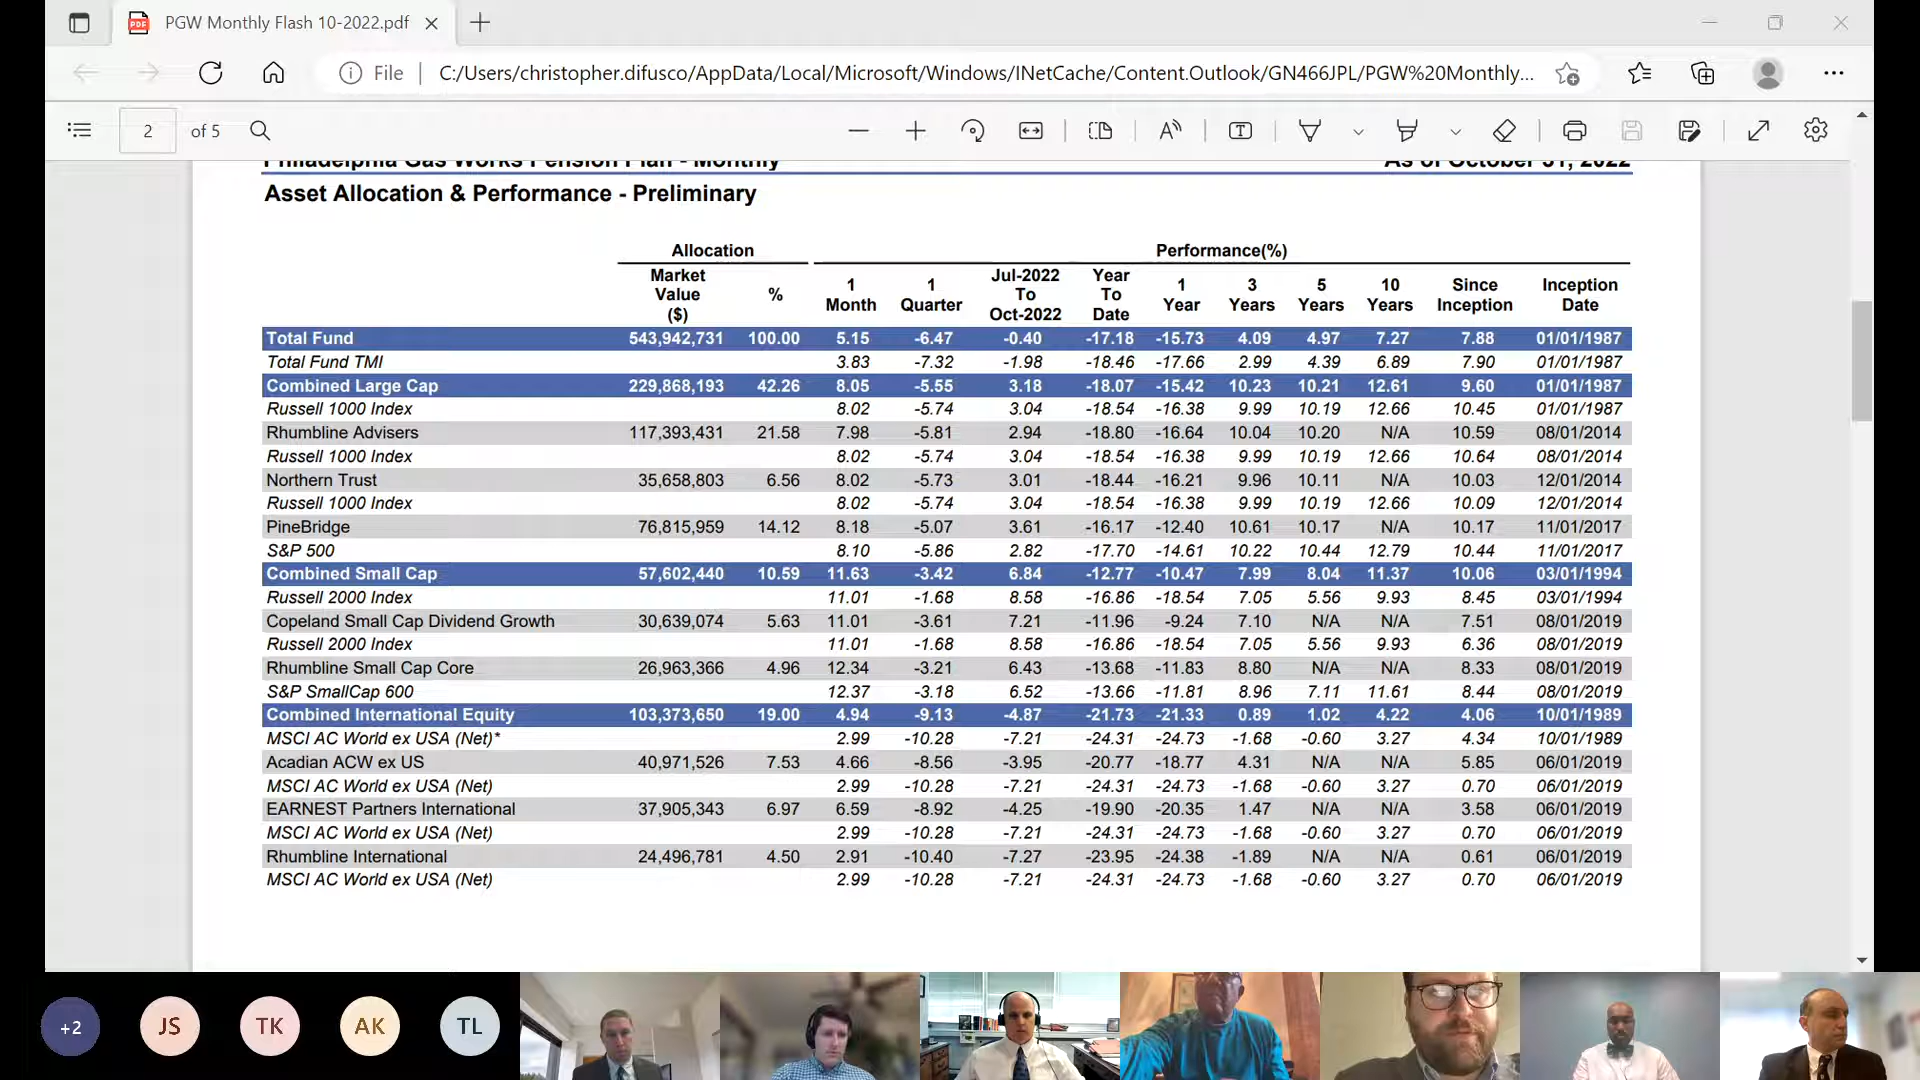 PGW Monthly Flash 10-2022.pdf
File C:/Users/christopher.difusco/AppData/Local/Microsoft/Windows/INetCache/Content.Outlook/GN466JPL/PGW%20Monthly...
2 of 5
Philadelphia Gas Works Pension Plan - Monthly As of October 31, 2022
Asset Allocation & Performance - Preliminary
Allocation Performance(%)
Market Value ($) % 1 Month 1 Quarter Jul-2022 To Oct-2022 Year To Date 1 Year 3 Years 5 Years 10 Years Since Inception Inception Date
Total Fund 543,942,731 100.00 5.15 -6.47 -0.40 -17.18 -15.73 4.09 4.97 7.27 7.88 01/01/1987
Total Fund TMI 3.83 -7.32 -1.98 -18.46 -17.66 2.99 4.39 6.89 7.90 01/01/1987
Combined Large Cap 229,868,193 42.26 8.05 -5.55 3.18 -18.07 -15.42 10.23 10.21 12.61 9.60 01/01/1987
Russell 1000 Index 8.02 -5.74 3.04 -18.54 -16.38 9.99 10.19 12.66 10.45 01/01/1987
Rhumbline Advisers 117,393,431 21.58 7.98 -5.81 2.94 -18.80 -16.64 10.04 10.20 N/A 10.59 08/01/2014
Russell 1000 Index 8.02 -5.74 3.04 -18.54 -16.38 9.99 10.19 12.66 10.64 08/01/2014
Northern Trust 35,658,803 6.56 8.02 -5.73 3.01 -18.44 -16.21 9.96 10.11 N/A 10.03 12/01/2014
Russell 1000 Index 8.02 -5.74 3.04 -18.54 -16.38 9.99 10.19 12.66 10.09 12/01/2014
PineBridge 76,815,959 14.12 8.18 -5.07 3.61 -16.17 -12.40 10.61 10.17 N/A 10.17 11/01/2017
S&P 500 8.10 -5.86 2.82 -17.70 -14.61 10.22 10.44 12.79 10.44 11/01/2017
Combined Small Cap 57,602,440 10.59 11.63 -3.42 6.84 -12.77 -10.47 7.99 8.04 11.37 10.06 03/01/1994
Russell 2000 Index 11.01 -1.68 8.58 -16.86 -18.54 7.05 5.56 9.93 8.45 03/01/1994
Copeland Small Cap Dividend Growth 30,639,074 5.63 11.01 -3.61 7.21 -11.96 -9.24 7.10 N/A N/A 7.51 08/01/2019
Russell 2000 Index 11.01 -1.68 8.58 -16.86 -18.54 7.05 5.56 9.93 6.36 08/01/2019
Rhumbline Small Cap Core 26,963,366 4.96 12.34 -3.21 6.43 -13.68 -11.83 8.80 N/A N/A 8.33 08/01/2019
S&P SmallCap 600 12.37 -3.18 6.52 -13.66 -11.81 8.96 7.11 11.61 8.44 08/01/2019
Combined International Equity 103,373,650 19.00 4.94 -9.13 -4.87 -21.73 -21.33 0.89 1.02 4.22 4.06 10/01/1989
MSCI AC World ex USA (Net)* 2.99 -10.28 -7.21 -24.31 -24.73 -1.68 -0.60 3.27 4.34 10/01/1989
Acadian ACW ex US 40,971,526 7.53 4.66 -8.56 -3.95 -20.77 -18.77 4.31 N/A N/A 5.85 06/01/2019
MSCI AC World ex USA (Net) 2.99 -10.28 -7.21 -24.31 -24.73 -1.68 -0.60 3.27 0.70 06/01/2019
EARNEST Partners International 37,905,343 6.97 6.59 -8.92 -4.25 -19.90 -20.35 1.47 N/A N/A 3.58 06/01/2019
MSCI AC World ex USA (Net) 2.99 -10.28 -7.21 -24.31 -24.73 -1.68 -0.60 3.27 0.70 06/01/2019
Rhumbline International 24,496,781 4.50 2.91 -10.40 -7.27 -23.95 -24.38 -1.89 N/A N/A 0.61 06/01/2019
MSCI AC World ex USA (Net) 2.99 -10.28 -7.21 -24.31 -24.73 -1.68 -0.60 3.27 0.70 06/01/2019
+2 JS TK AK TL